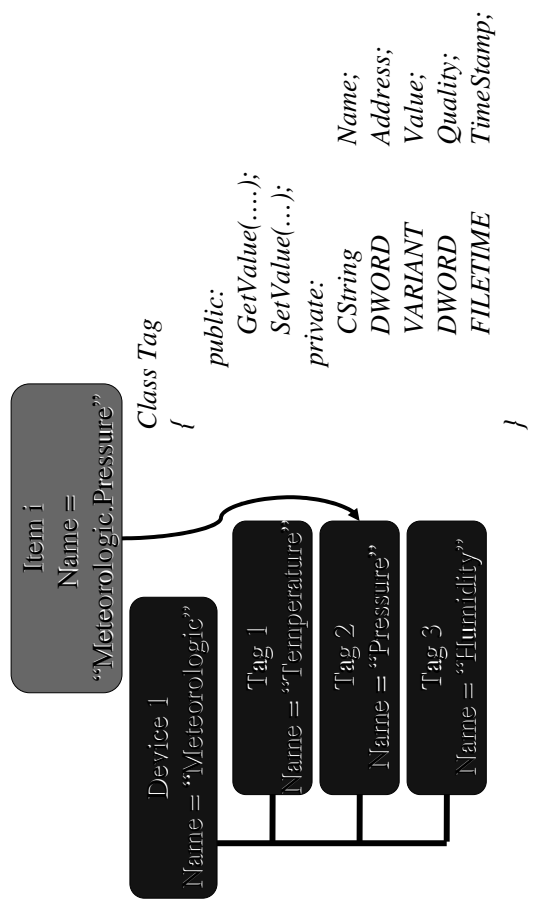 Item i
Name =
“Meteorologic.Pressure”
Device 1
Name = “Meteorologic”
Tag 1
Name = “Temperature”
Tag 2
Name = “Pressure”
Tag 3
Name = “Humidity”
Class Tag
{
public:
GetValue(....);
SetValue(...);
private:
CString Name;
DWORD Address;
VARIANT Value;
DWORD Quality;
FILETIME TimeStamp;
}